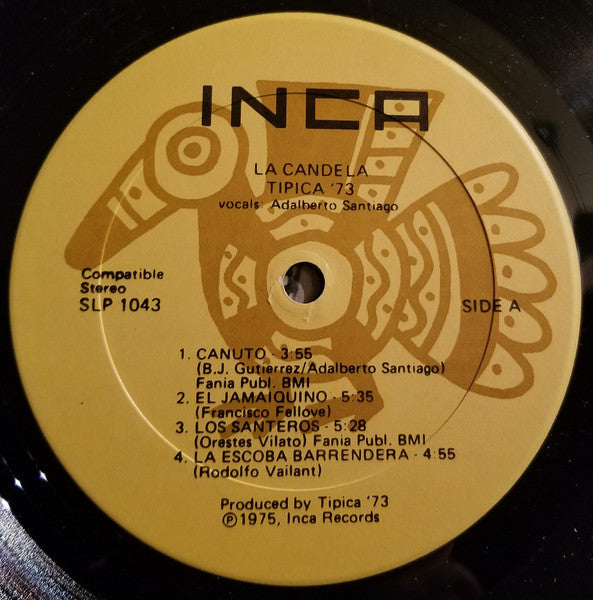 INCA
LA CANDELA
TIPICA '73
vocals: Adalberto Santiago
Compatible
Stereo
SLP 1043
SIDE A
1. CANUTO - 3:55
(B.J. Gutierrez/Adalberto Santiago)
Fania Publ. BMI
2. EL JAMAIQUINO - 5:35
(Francisco Fellove)
3. LOS SANTEROS - 5:28
(Orestes Vilato) Fania Publ. BMI
4. LA ESCOBA BARRENDERA - 4:55
(Rodolfo Vailant)
Produced by Tipica '73
℗1975, Inca Records